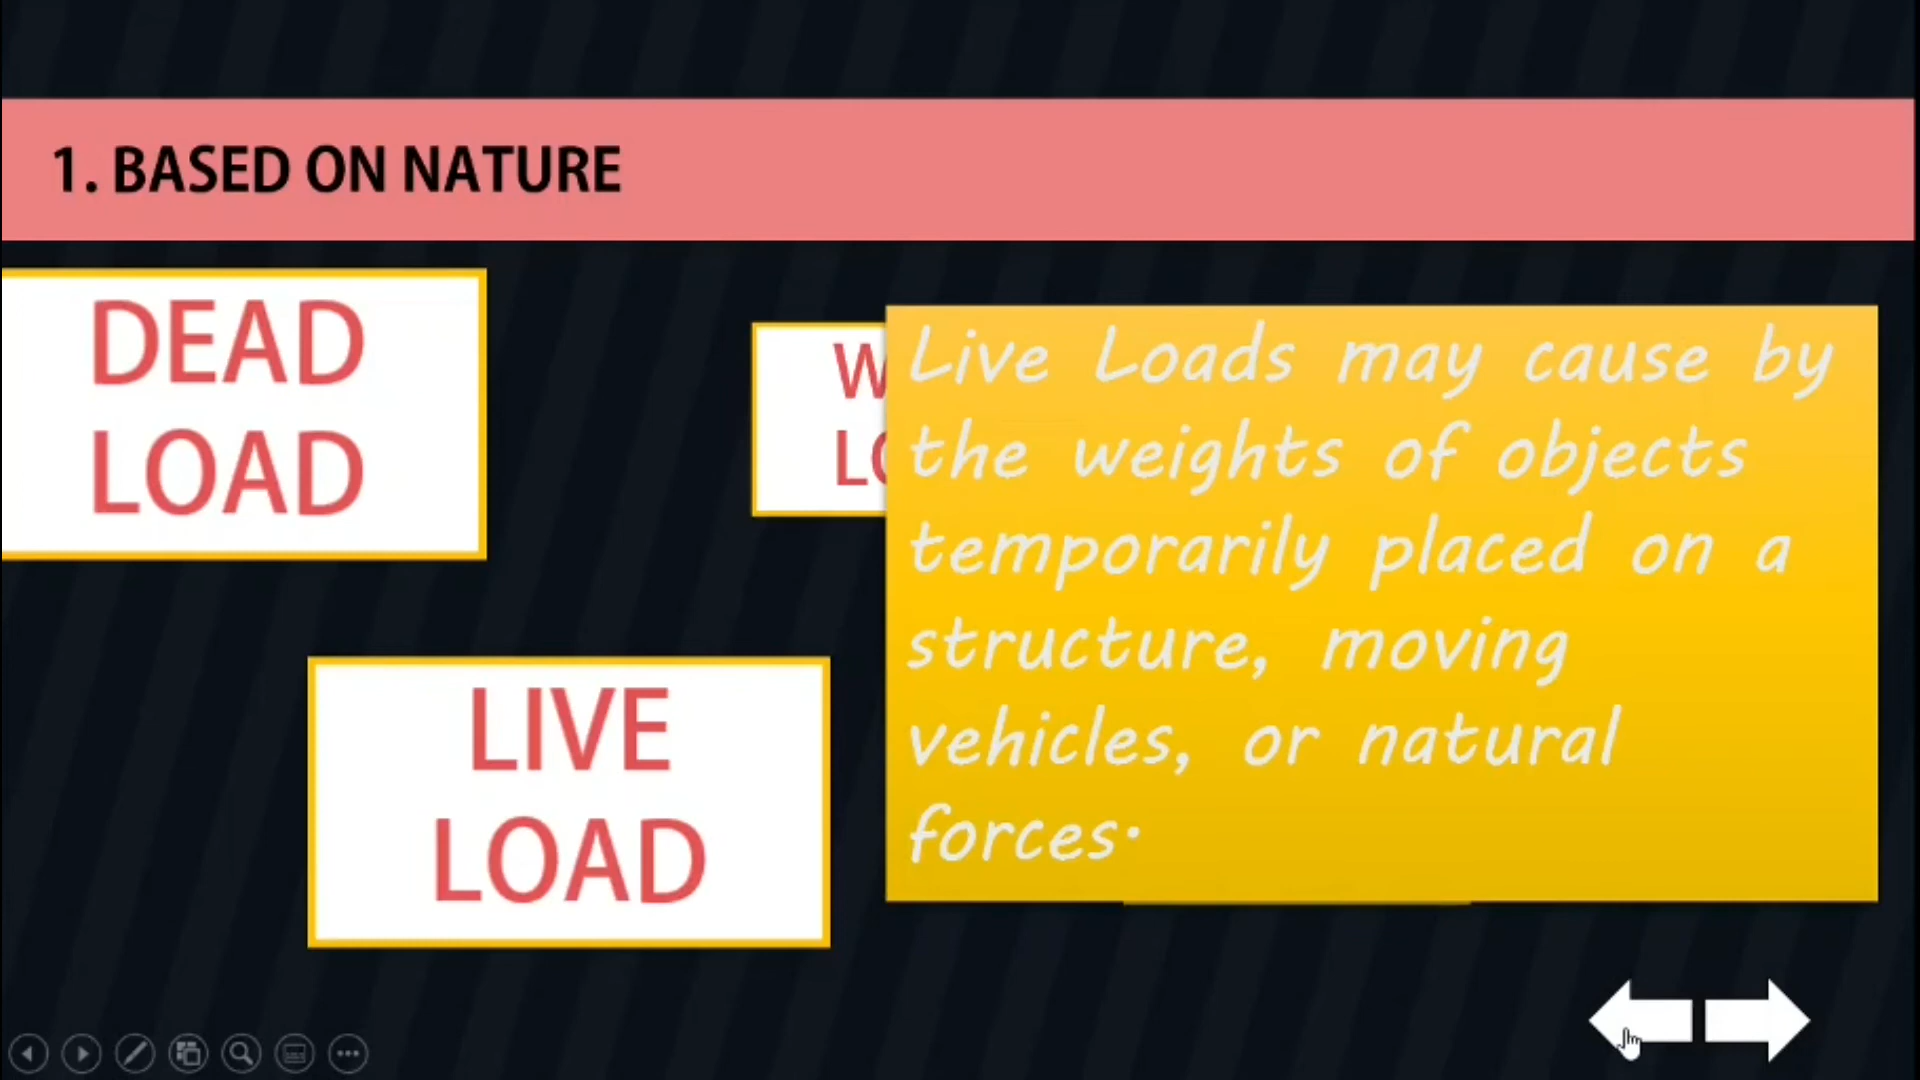 1. BASED ON NATURE
DEAD
LOAD
Live Loads may cause by
the weights of objects
temporarily placed on a
structure, moving
vehicles, or natural
forces.
LIVE
LOAD